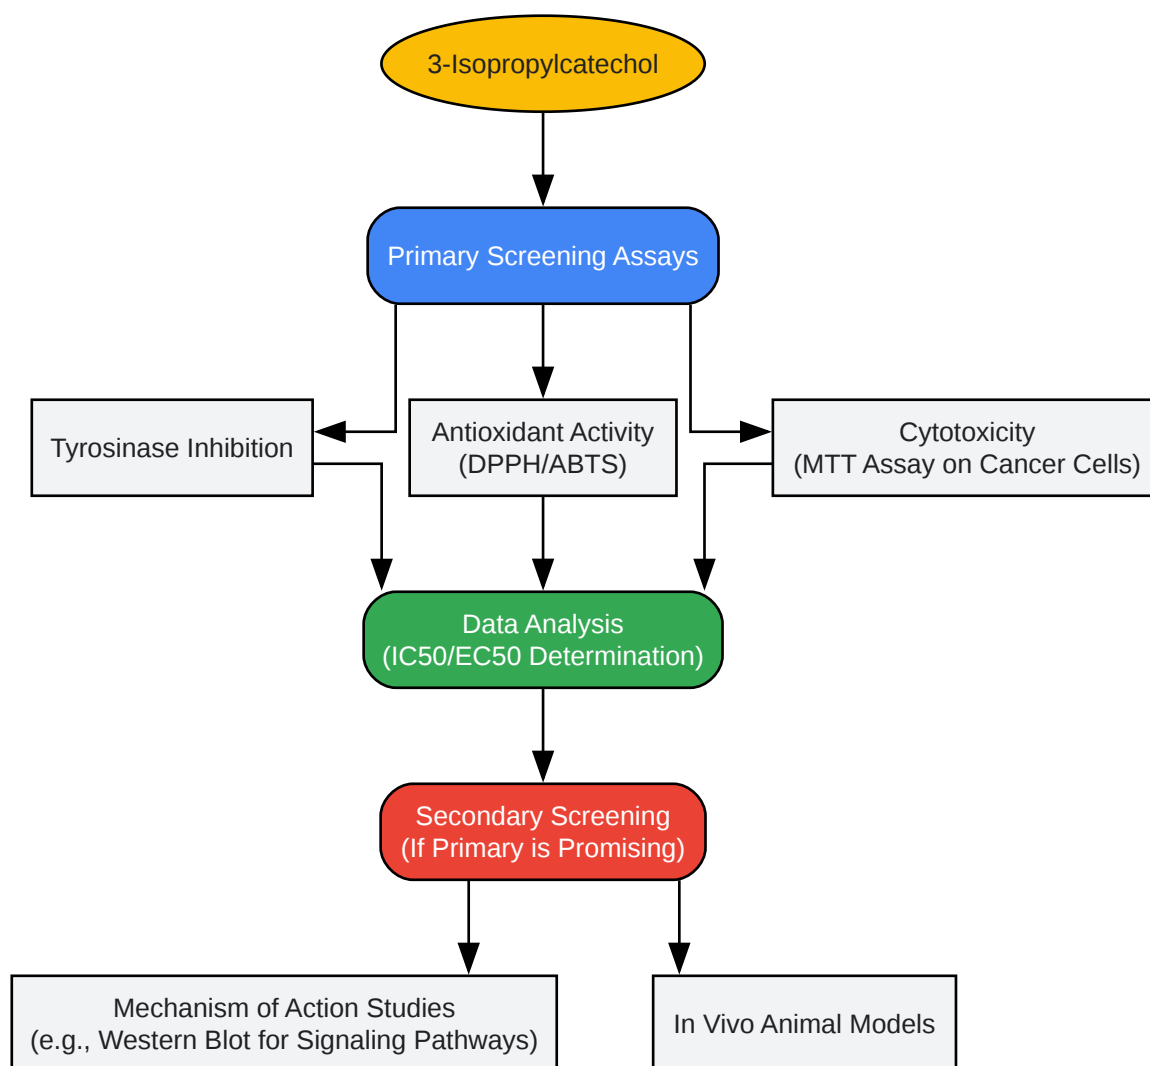 3-Isopropylcatechol
Primary Screening Assays
Tyrosinase Inhibition
Antioxidant Activity
(DPPH/ABTS)
Cytotoxicity
(MTT Assay on Cancer Cells)
Data Analysis
(IC50/EC50 Determination)
Secondary Screening
(If Primary is Promising)
Mechanism of Action Studies
(e.g., Western Blot for Signaling Pathways)
In Vivo Animal Models